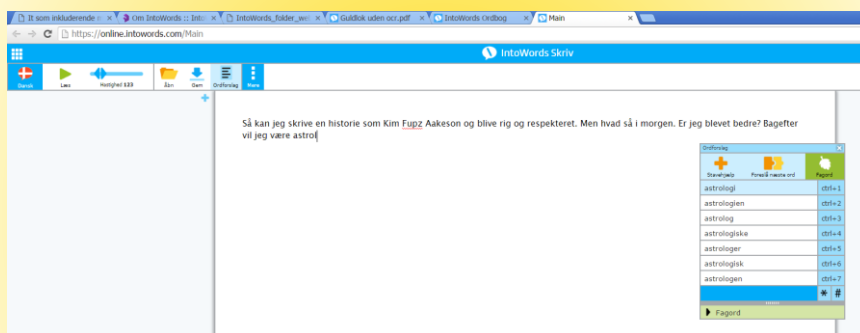 It som inkluderende
Om IntoWords :: Into
IntoWords_folder_we
Guldlok uden ocr.pdf
IntoWords Ordbog
Main
https://online.intowords.com/Main
IntoWords Skriv
Dansk
Læs
Hastighed
Åbn
Gem
Ordforslag
Mere
Så kan jeg skrive en historie som Kim Fupz Aakeson og blive rig og respekteret. Men hvad så i morgen. Er jeg blevet bedre? Bagefter
vil jeg være astrol
Ordforslag
Stavehjælp
Foreslå næste ord
Fagord
astrologi ctrl+1
astrologien ctrl+2
astrolog ctrl+3
astrologiske ctrl+4
astrologer ctrl+5
astrologisk ctrl+6
astrologen ctrl+7
* #
Fagord